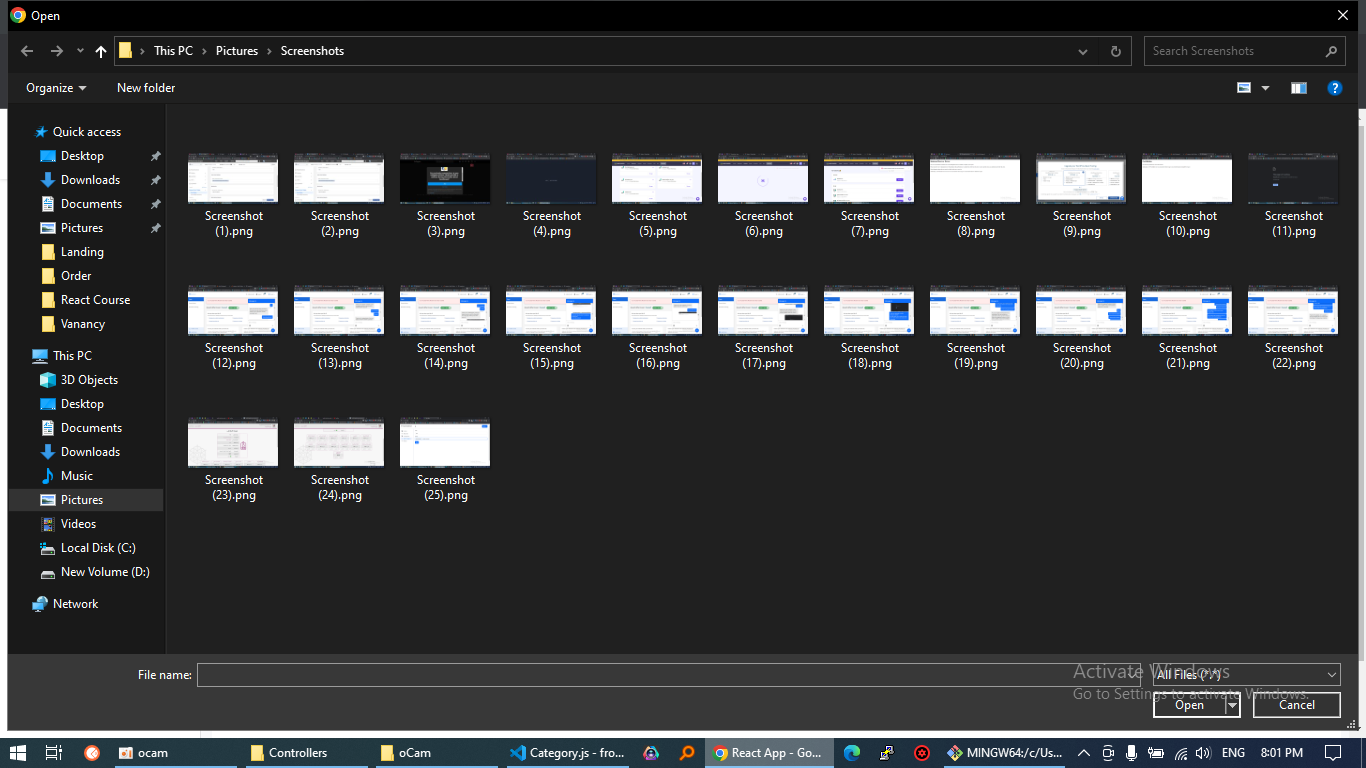 Open
This PC
Pictures
Screenshots
Search Screenshots
Organize
New folder
Quick access
Desktop
Downloads
Documents
Pictures
Landing
Order
React Course
Vanancy
This PC
3D Objects
Desktop
Documents
Downloads
Music
Pictures
Videos
Local Disk (C:)
New Volume (D:)
Network
Screenshot
(1).png
Screenshot
(2).png
Screenshot
(3).png
Screenshot
(4).png
Screenshot
(5).png
Screenshot
(6).png
Screenshot
(7).png
Screenshot
(8).png
Screenshot
(9).png
Screenshot
(10).png
Screenshot
(11).png
Screenshot
(12).png
Screenshot
(13).png
Screenshot
(14).png
Screenshot
(15).png
Screenshot
(16).png
Screenshot
(17).png
Screenshot
(18).png
Screenshot
(19).png
Screenshot
(20).png
Screenshot
(21).png
Screenshot
(22).png
Screenshot
(23).png
Screenshot
(24).png
Screenshot
(25).png
File name:
All Files (*.*)
Activate Windows
Go to Settings to activate Windows.
Open
Cancel
ocam
Controllers
oCam
Category.js - fro...
React App - Go...
MINGW64:/c/Us...
ENG
8:01 PM